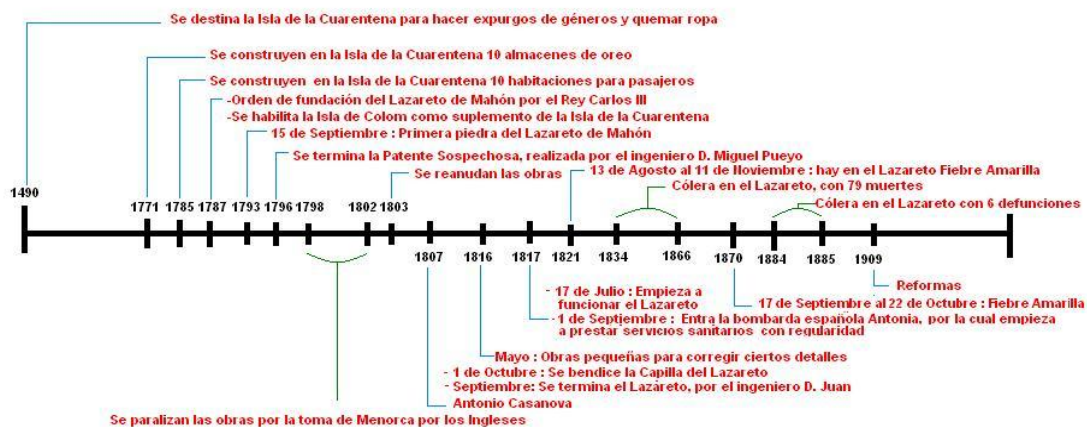 Se destina la Isla de la Cuarentena para hacer expurgos de géneros y quemar ropa
Se construyen en la Isla de la Cuarentena 10 almacenes de oreo
Se construyen en la Isla de la Cuarentena 10 habitaciones para pasajeros
-Orden de fundación del Lazareto de Mahón por el Rey Carlos III
-Se habilita la Isla de Colom como suplemento de la Isla de la Cuarentena
15 de Septiembre : Primera piedra del Lazareto de Mahón
Se termina la Patente Sospechosa, realizada por el ingeniero D. Miguel Pueyo
13 de Agosto al 11 de Noviembre : hay en el Lazareto Fiebre Amarilla
Se reanudan las obras
Cólera en el Lazareto, con 79 muertes
Cólera en el Lazareto con 6 defunciones
1490
1771
1785
1787
1793
1796
1798
1802
1803
1807
1816
1817
1821
1834
1866
1870
1884
1885
1909
Reformas
- 17 de Julio : Empieza a
funcionar el Lazareto
17 de Septiembre al 22 de Octubre : Fiebre Amarilla
- 1 de Septiembre : Entra la bombarda española Antonia, por la cual empieza
a prestar servicios sanitarios con regularidad
Mayo : Obras pequeñas para corregir ciertos detalles
- 1 de Octubre : Se bendice la Capilla del Lazareto
- Septiembre: Se termina el Lazáreto, por el ingeniero D. Juan
Antonio Casanova
Se paralizan las obras por la toma de Menorca por los Ingleses